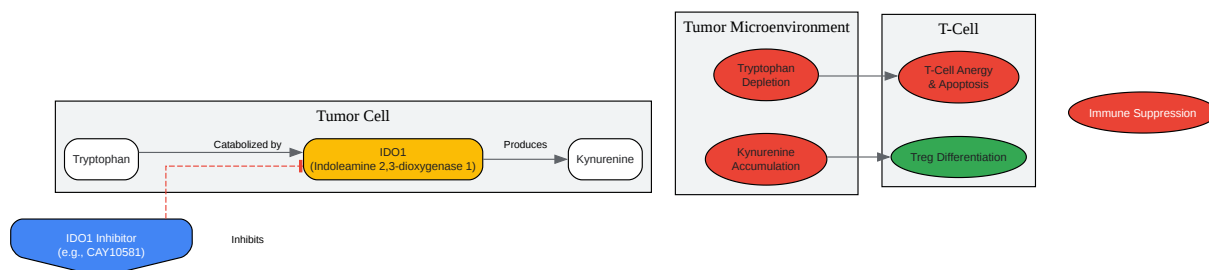 Tumor Cell
Tryptophan
Catabolized by
IDO1
(Indoleamine 2,3-dioxygenase 1)
Produces
Kynurenine
IDO1 Inhibitor
(e.g., CAY10581)
Inhibits
Tumor Microenvironment
Tryptophan
Depletion
Kynurenine
Accumulation
T-Cell
T-Cell Anergy
& Apoptosis
Treg Differentiation
Immune Suppression